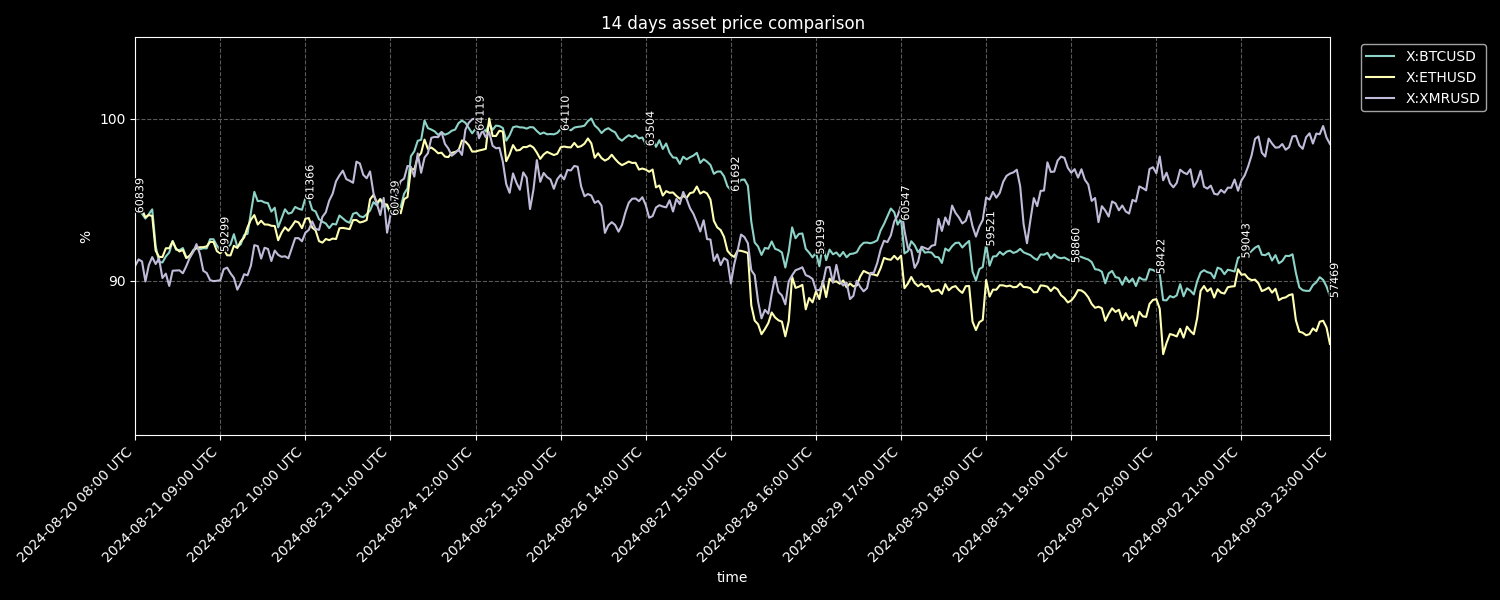 14 days asset price comparison
X:BTCUSD
X:ETHUSD
X:XMRUSD
100
90
%
60839
59299
61366
60739
64119
64110
63504
61692
59199
60547
59521
58860
58422
59043
57469
2024-08-20 08:00 UTC
2024-08-21 09:00 UTC
2024-08-22 10:00 UTC
2024-08-23 11:00 UTC
2024-08-24 12:00 UTC
2024-08-25 13:00 UTC
2024-08-26 14:00 UTC
2024-08-27 15:00 UTC
2024-08-28 16:00 UTC
2024-08-29 17:00 UTC
2024-08-30 18:00 UTC
2024-08-31 19:00 UTC
2024-09-01 20:00 UTC
2024-09-02 21:00 UTC
2024-09-03 23:00 UTC
time